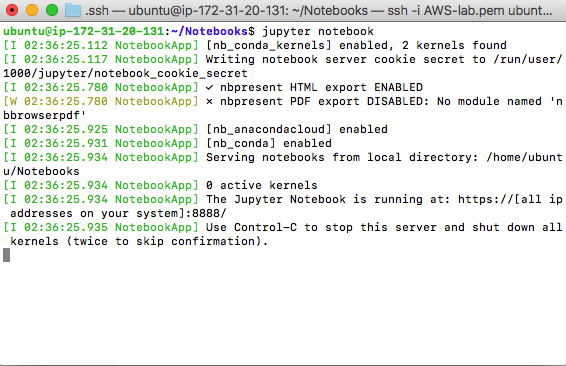 .ssh — ubuntu@ip-172-31-20-131: ~/Notebooks — ssh -i AWS-lab.pem ubunt...
ubuntu@ip-172-31-20-131:~/Notebooks$ jupyter notebook
[I 02:36:25.112 NotebookApp] [nb_conda_kernels] enabled, 2 kernels found
[I 02:36:25.117 NotebookApp] Writing notebook server cookie secret to /run/user/
1000/jupyter/notebook_cookie_secret
[I 02:36:25.780 NotebookApp] ✓ nbpresent HTML export ENABLED
[W 02:36:25.780 NotebookApp] ✗ nbpresent PDF export DISABLED: No module named 'n
bbrowserpdf'
[I 02:36:25.925 NotebookApp] [nb_anacondacloud] enabled
[I 02:36:25.931 NotebookApp] [nb_conda] enabled
[I 02:36:25.934 NotebookApp] Serving notebooks from local directory: /home/ubunt
u/Notebooks
[I 02:36:25.934 NotebookApp] 0 active kernels
[I 02:36:25.934 NotebookApp] The Jupyter Notebook is running at: https://[all ip
 addresses on your system]:8888/
[I 02:36:25.935 NotebookApp] Use Control-C to stop this server and shut down all
 kernels (twice to skip confirmation).